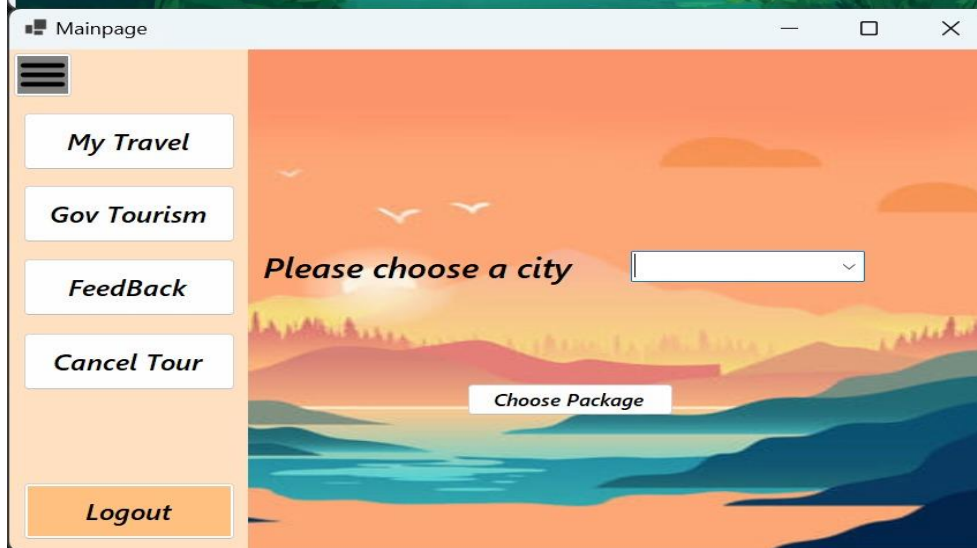 Mainpage
My Travel
Gov Tourism
FeedBack
Cancel Tour
Logout
Please choose a city
Choose Package